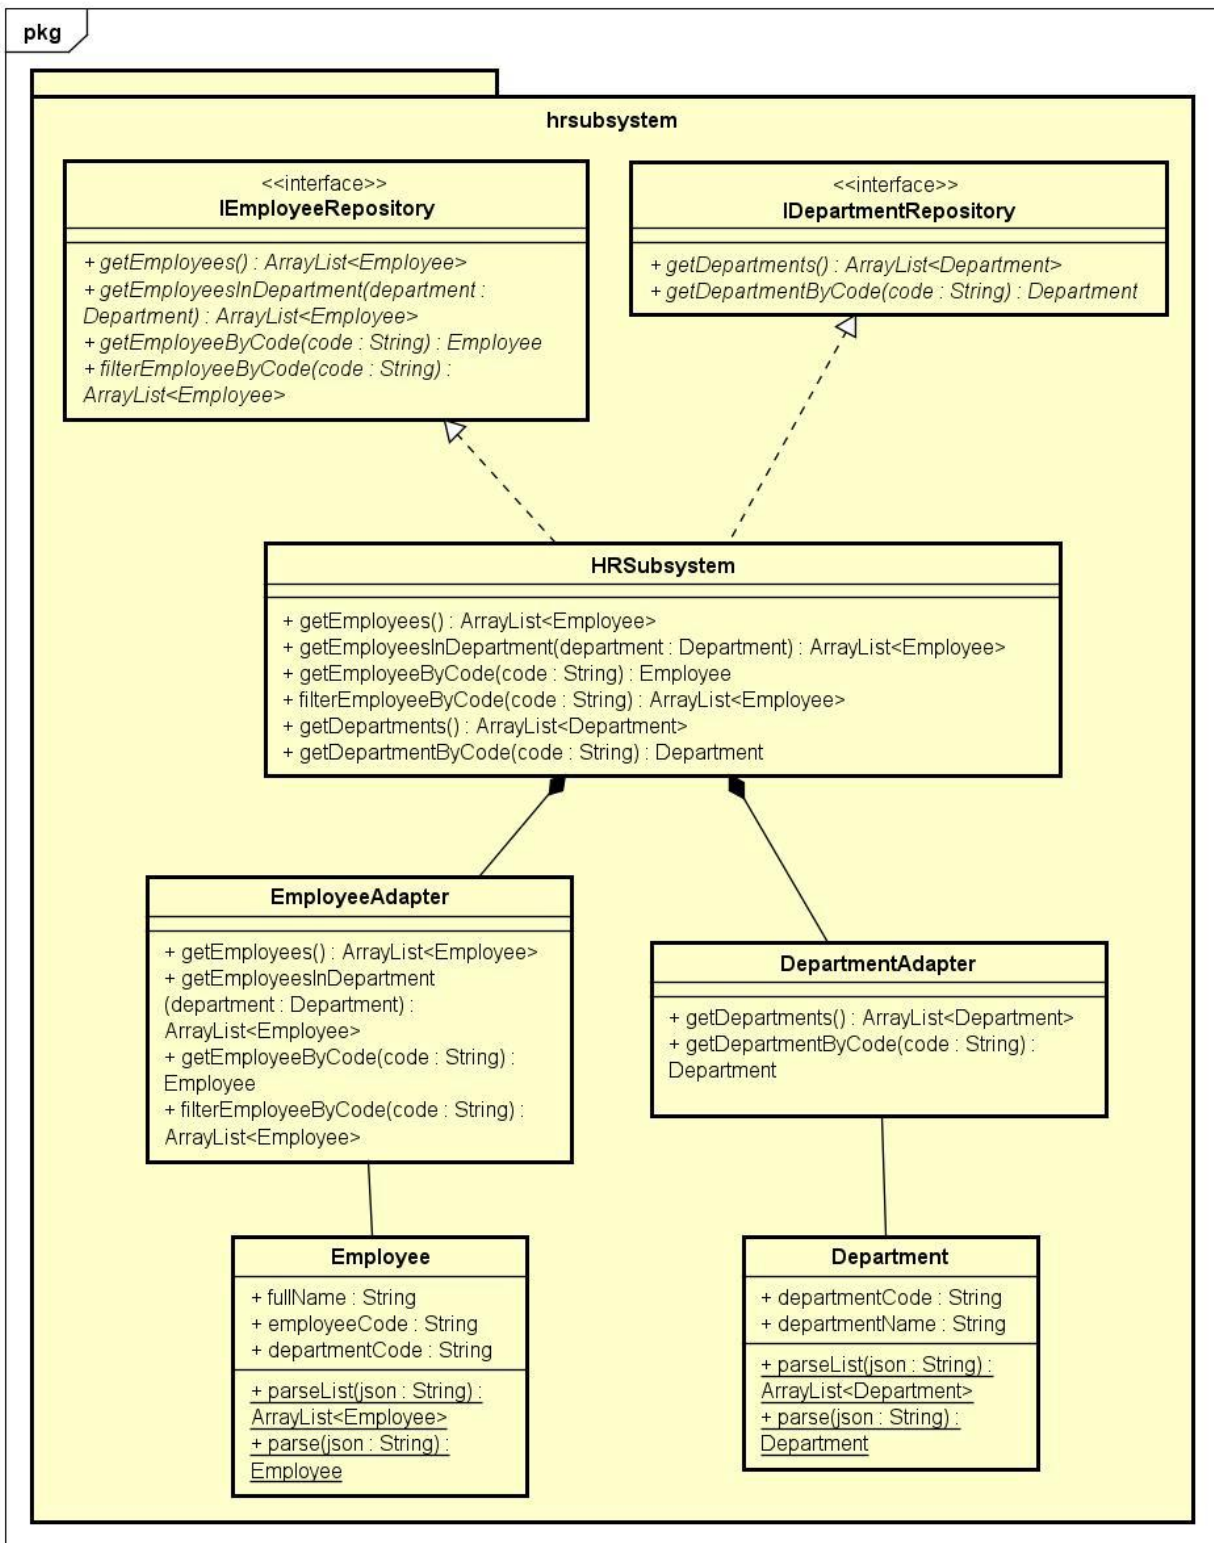 pkg
hrsubsystem
<<interface>>
IEmployeeRepository
+ getEmployees() : ArrayList<Employee>
+ getEmployeesInDepartment(department :
Department) : ArrayList<Employee>
+ getEmployeeByCode(code : String) : Employee
+ filterEmployeeByCode(code : String) :
ArrayList<Employee>
<<interface>>
IDepartmentRepository
+ getDepartments() : ArrayList<Department>
+ getDepartmentByCode(code : String) : Department
HRSubsystem
+ getEmployees() : ArrayList<Employee>
+ getEmployeesInDepartment(department : Department) : ArrayList<Employee>
+ getEmployeeByCode(code : String) : Employee
+ filterEmployeeByCode(code : String) : ArrayList<Employee>
+ getDepartments() : ArrayList<Department>
+ getDepartmentByCode(code : String) : Department
EmployeeAdapter
+ getEmployees() : ArrayList<Employee>
+ getEmployeesInDepartment
(department : Department) :
ArrayList<Employee>
+ getEmployeeByCode(code : String) :
Employee
+ filterEmployeeByCode(code : String) :
ArrayList<Employee>
DepartmentAdapter
+ getDepartments() : ArrayList<Department>
+ getDepartmentByCode(code : String) :
Department
Employee
+ fullName : String
+ employeeCode : String
+ departmentCode : String
+ parseList(json : String) :
ArrayList<Employee>
+ parse(json : String) :
Employee
Department
+ departmentCode : String
+ departmentName : String
+ parseList(json : String) :
ArrayList<Department>
+ parse(json : String) :
Department